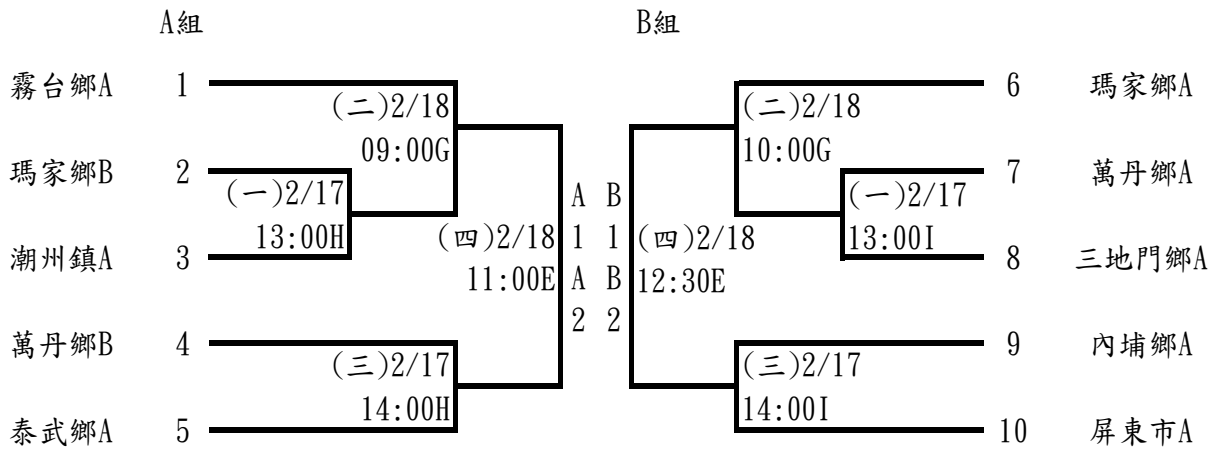 A組 B組
霧台鄉A 1 6 瑪家鄉A
(二)2/18 (二)2/18
09:00G 10:00G
瑪家鄉B 2 7 萬丹鄉A
(一)2/17 A B (一)2/17
13:00H (四)2/18 1 1 (四)2/18 13:00I
潮州鎮A 3 8 三地門鄉A
11:00E A B 12:30E
2 2
萬丹鄉B 4 9 內埔鄉A
(三)2/17 (三)2/17
14:00H 14:00I
泰武鄉A 5 10 屏東市A